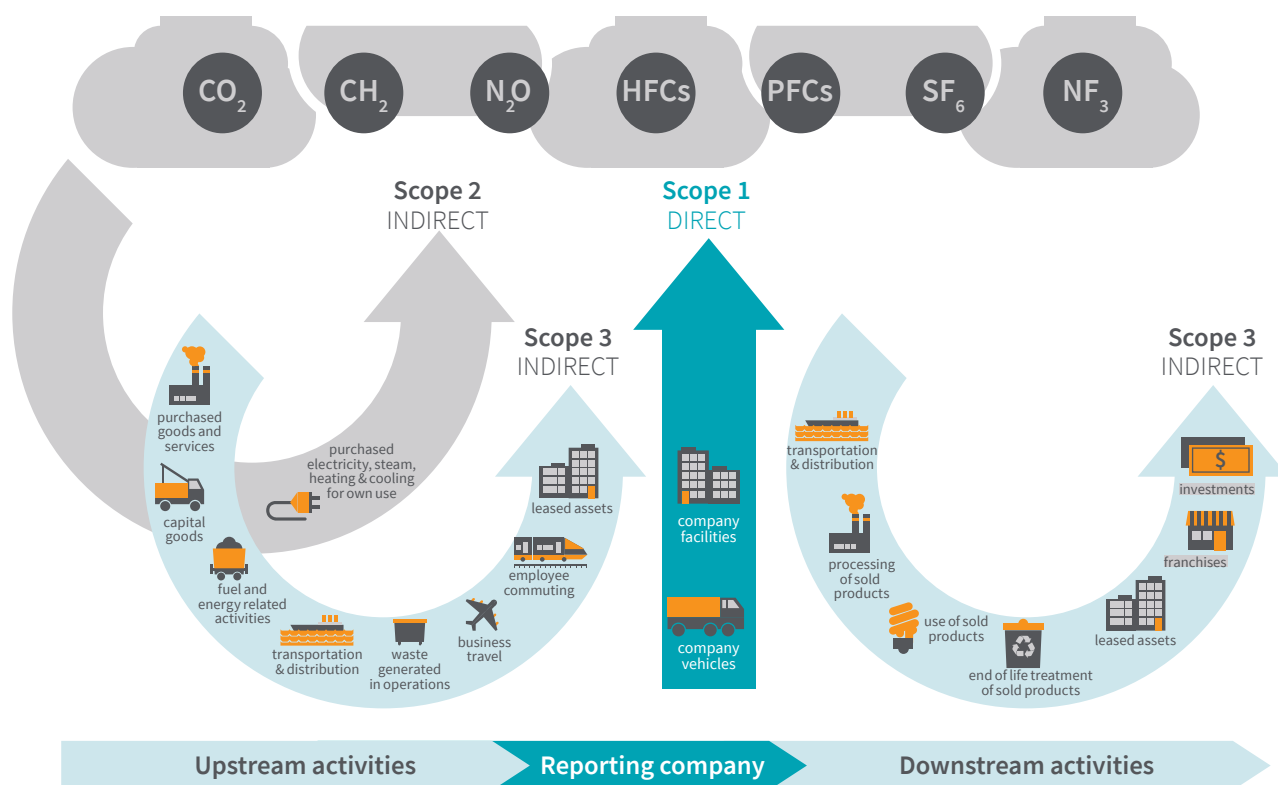 CO2
CH2
N2O
HFCs
PFCs
SF6
NF3
Scope 2
INDIRECT
Scope 1
DIRECT
Scope 3
INDIRECT
Scope 3
INDIRECT
purchased
goods and
services
capital
goods
fuel and
energy related
activities
transportation
& distribution
waste
generated
in operations
business
travel
employee
commuting
leased assets
purchased
electricity, steam,
heating & cooling
for own use
company
facilities
company
vehicles
transportation
& distribution
processing
of sold
products
use of sold
products
end of life treatment
of sold products
leased assets
franchises
$
investments
Upstream activities
Reporting company
Downstream activities